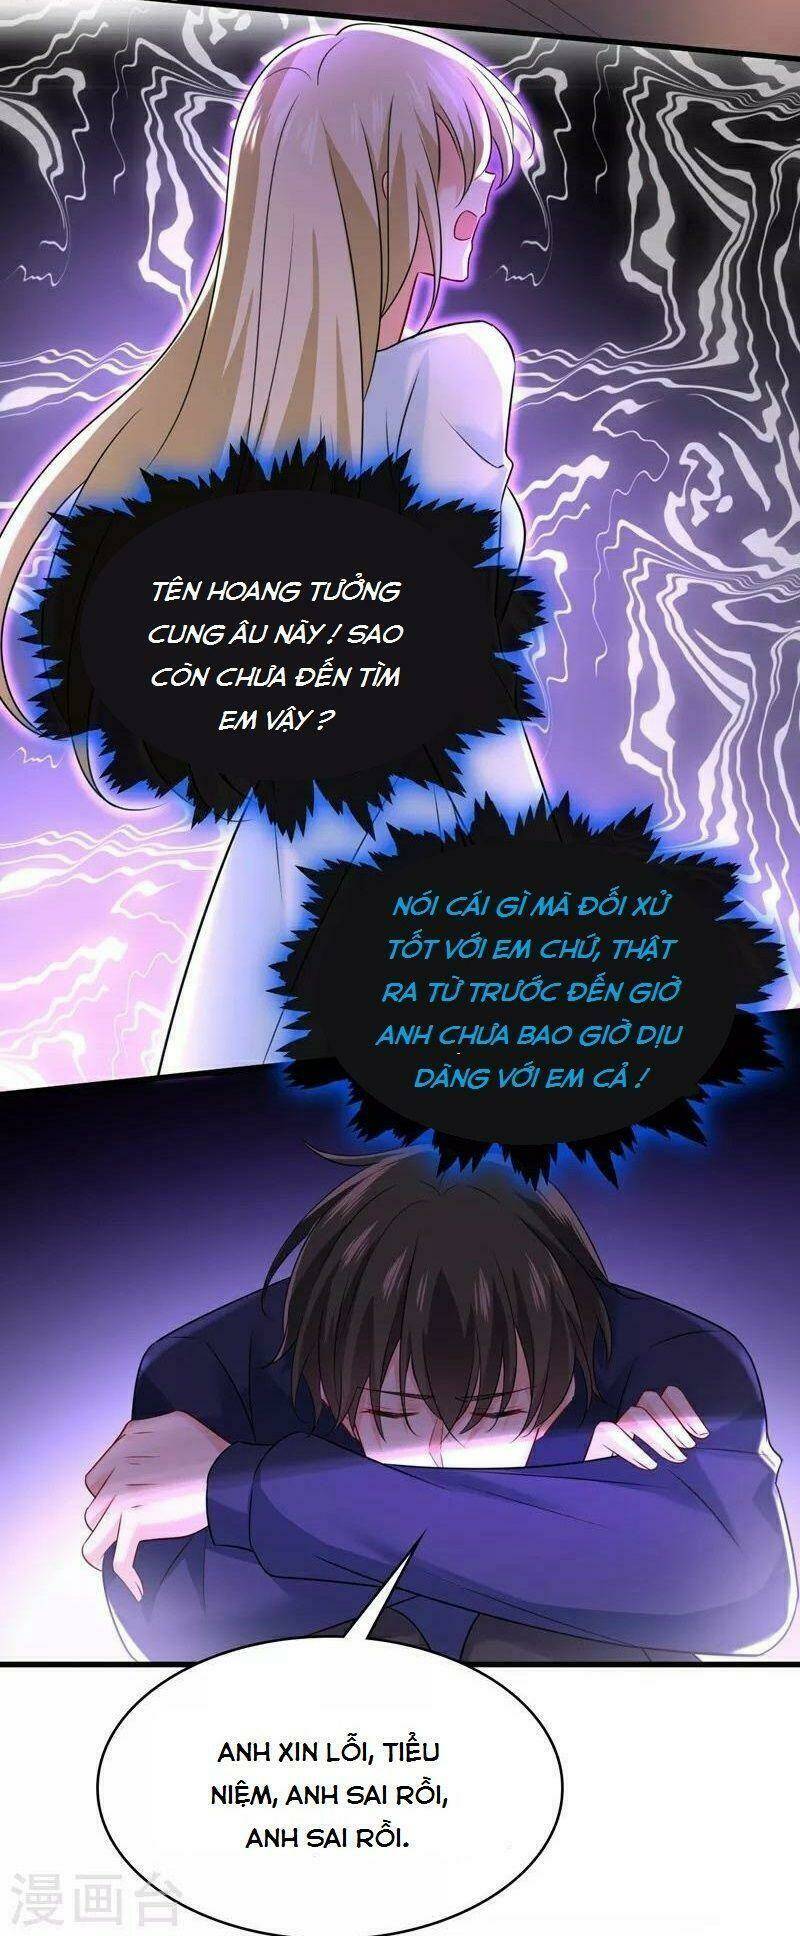 TÊN HOANG TƯỞNG
CUNG ÂU NÀY! SAO
CÒN CHƯA ĐẾN TÌM
EM VẬY?
NÓI CÁI GÌ MÀ ĐỐI XỬ
TỐT VỚI EM CHỨ, THẬT
RA TỪ TRƯỚC ĐẾN GIỜ
ANH CHƯA BAO GIỜ DỊU
DÀNG VỚI EM CẢ!
ANH XIN LỖI, TIỂU
NIỆM, ANH SAI RỒI,
ANH SAI RỒI.
漫画台